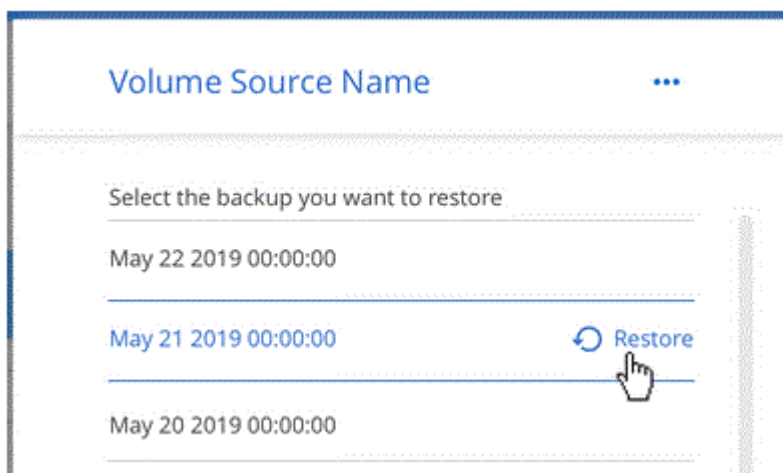 Volume Source Name
Select the backup you want to restore
May 22 2019 00:00:00
May 21 2019 00:00:00 Restore
May 20 2019 00:00:00